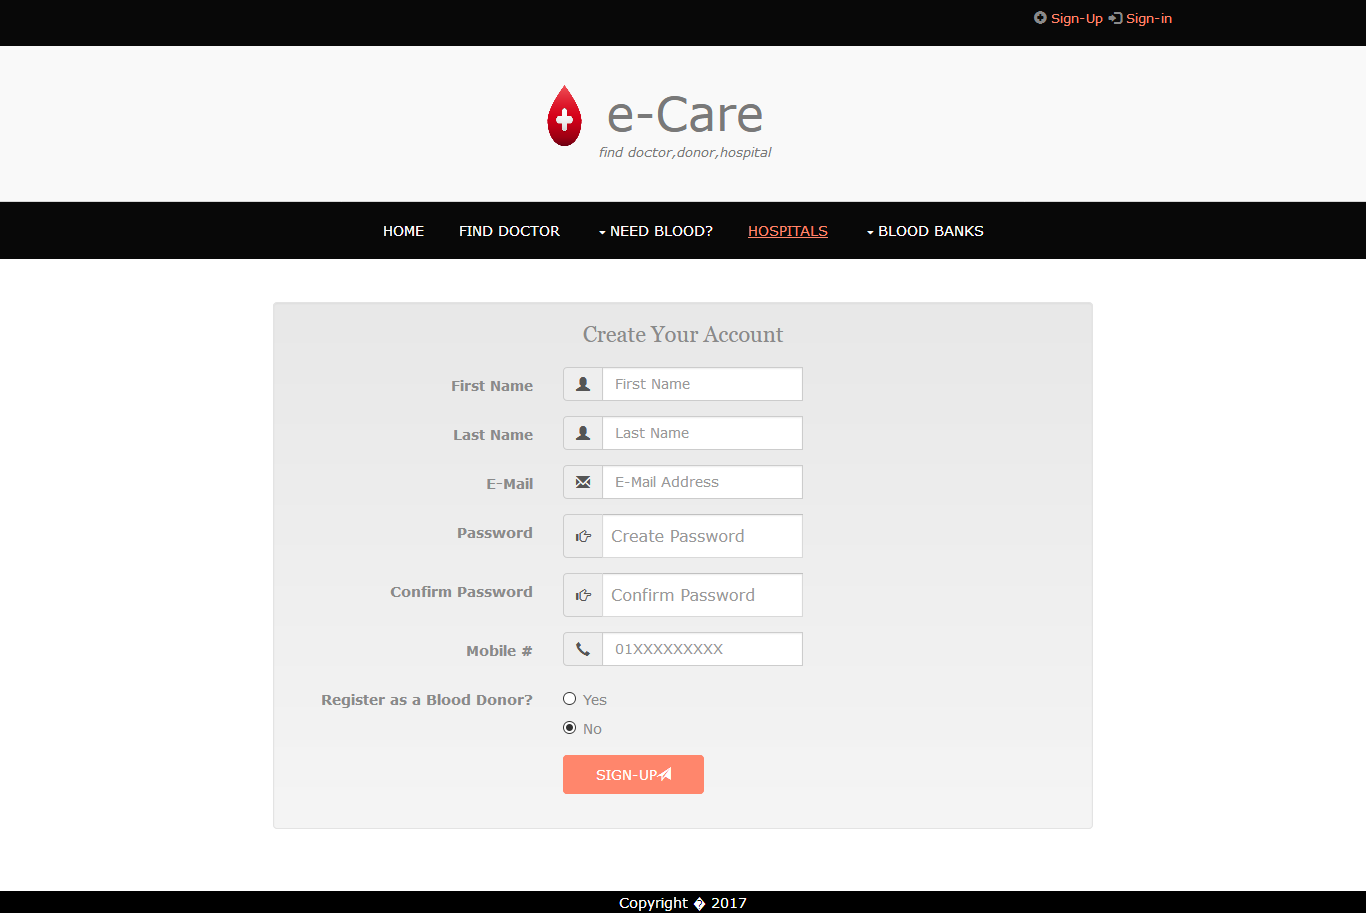 Sign-Up Sign-in
e-Care
find doctor,donor,hospital
HOME FIND DOCTOR NEED BLOOD? HOSPITALS BLOOD BANKS
Create Your Account
First Name First Name
Last Name Last Name
E-Mail E-Mail Address
Password Create Password
Confirm Password Confirm Password
Mobile # 01XXXXXXXXX
Register as a Blood Donor? Yes
No
SIGN-UP
Copyright � 2017